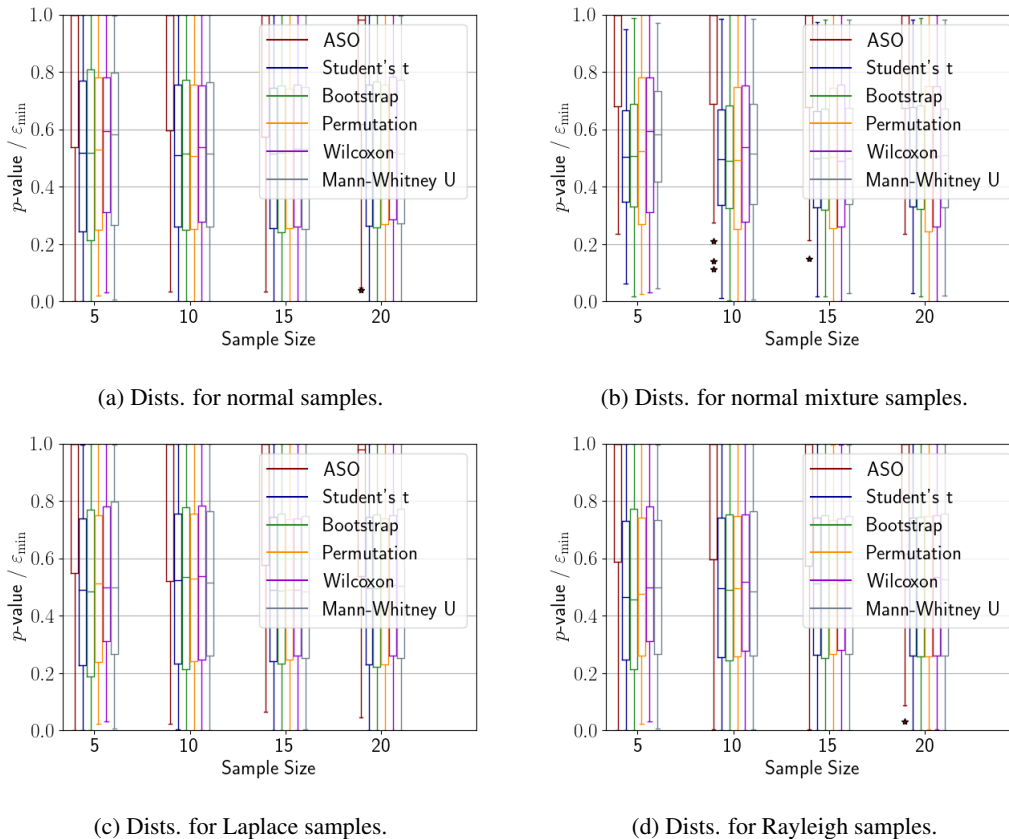 1.0
0.8
0.6
0.4
0.2
0.0
p-value / ε_min
5
10
15
20
Sample Size
ASO
Student's t
Bootstrap
Permutation
Wilcoxon
Mann-Whitney U
(a) Dists. for normal samples.
1.0
0.8
0.6
0.4
0.2
0.0
p-value / ε_min
5
10
15
20
Sample Size
ASO
Student's t
Bootstrap
Permutation
Wilcoxon
Mann-Whitney U
(b) Dists. for normal mixture samples.
1.0
0.8
0.6
0.4
0.2
0.0
p-value / ε_min
5
10
15
20
Sample Size
ASO
Student's t
Bootstrap
Permutation
Wilcoxon
Mann-Whitney U
(c) Dists. for Laplace samples.
1.0
0.8
0.6
0.4
0.2
0.0
p-value / ε_min
5
10
15
20
Sample Size
ASO
Student's t
Bootstrap
Permutation
Wilcoxon
Mann-Whitney U
(d) Dists. for Rayleigh samples.